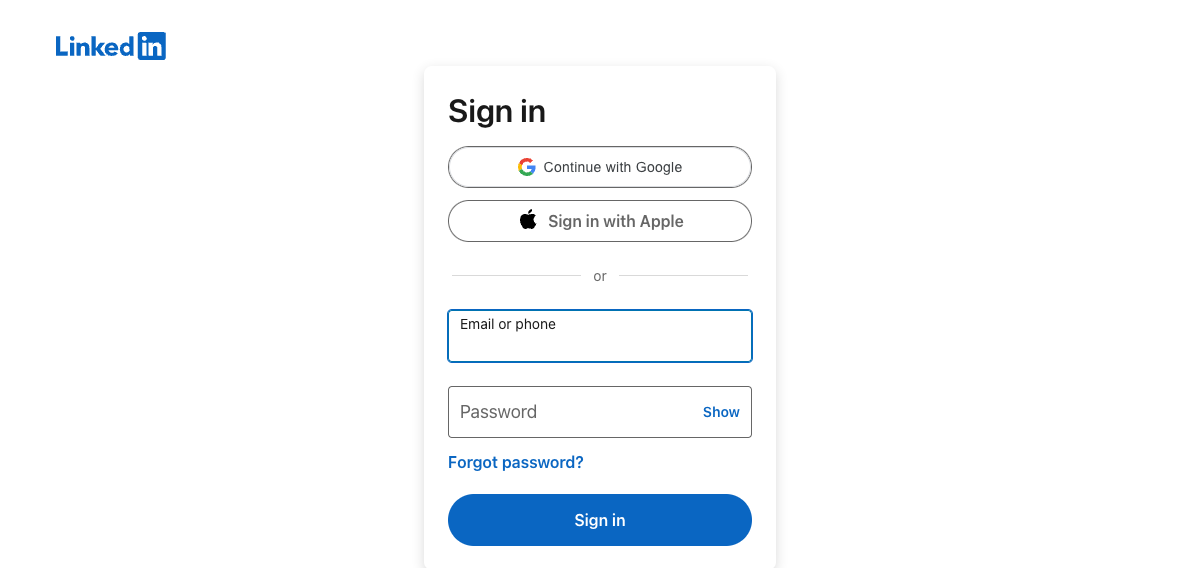 Linkedin
Sign in
Continue with Google
Sign in with Apple
or
Email or phone
Password
Show
Forgot password?
Sign in